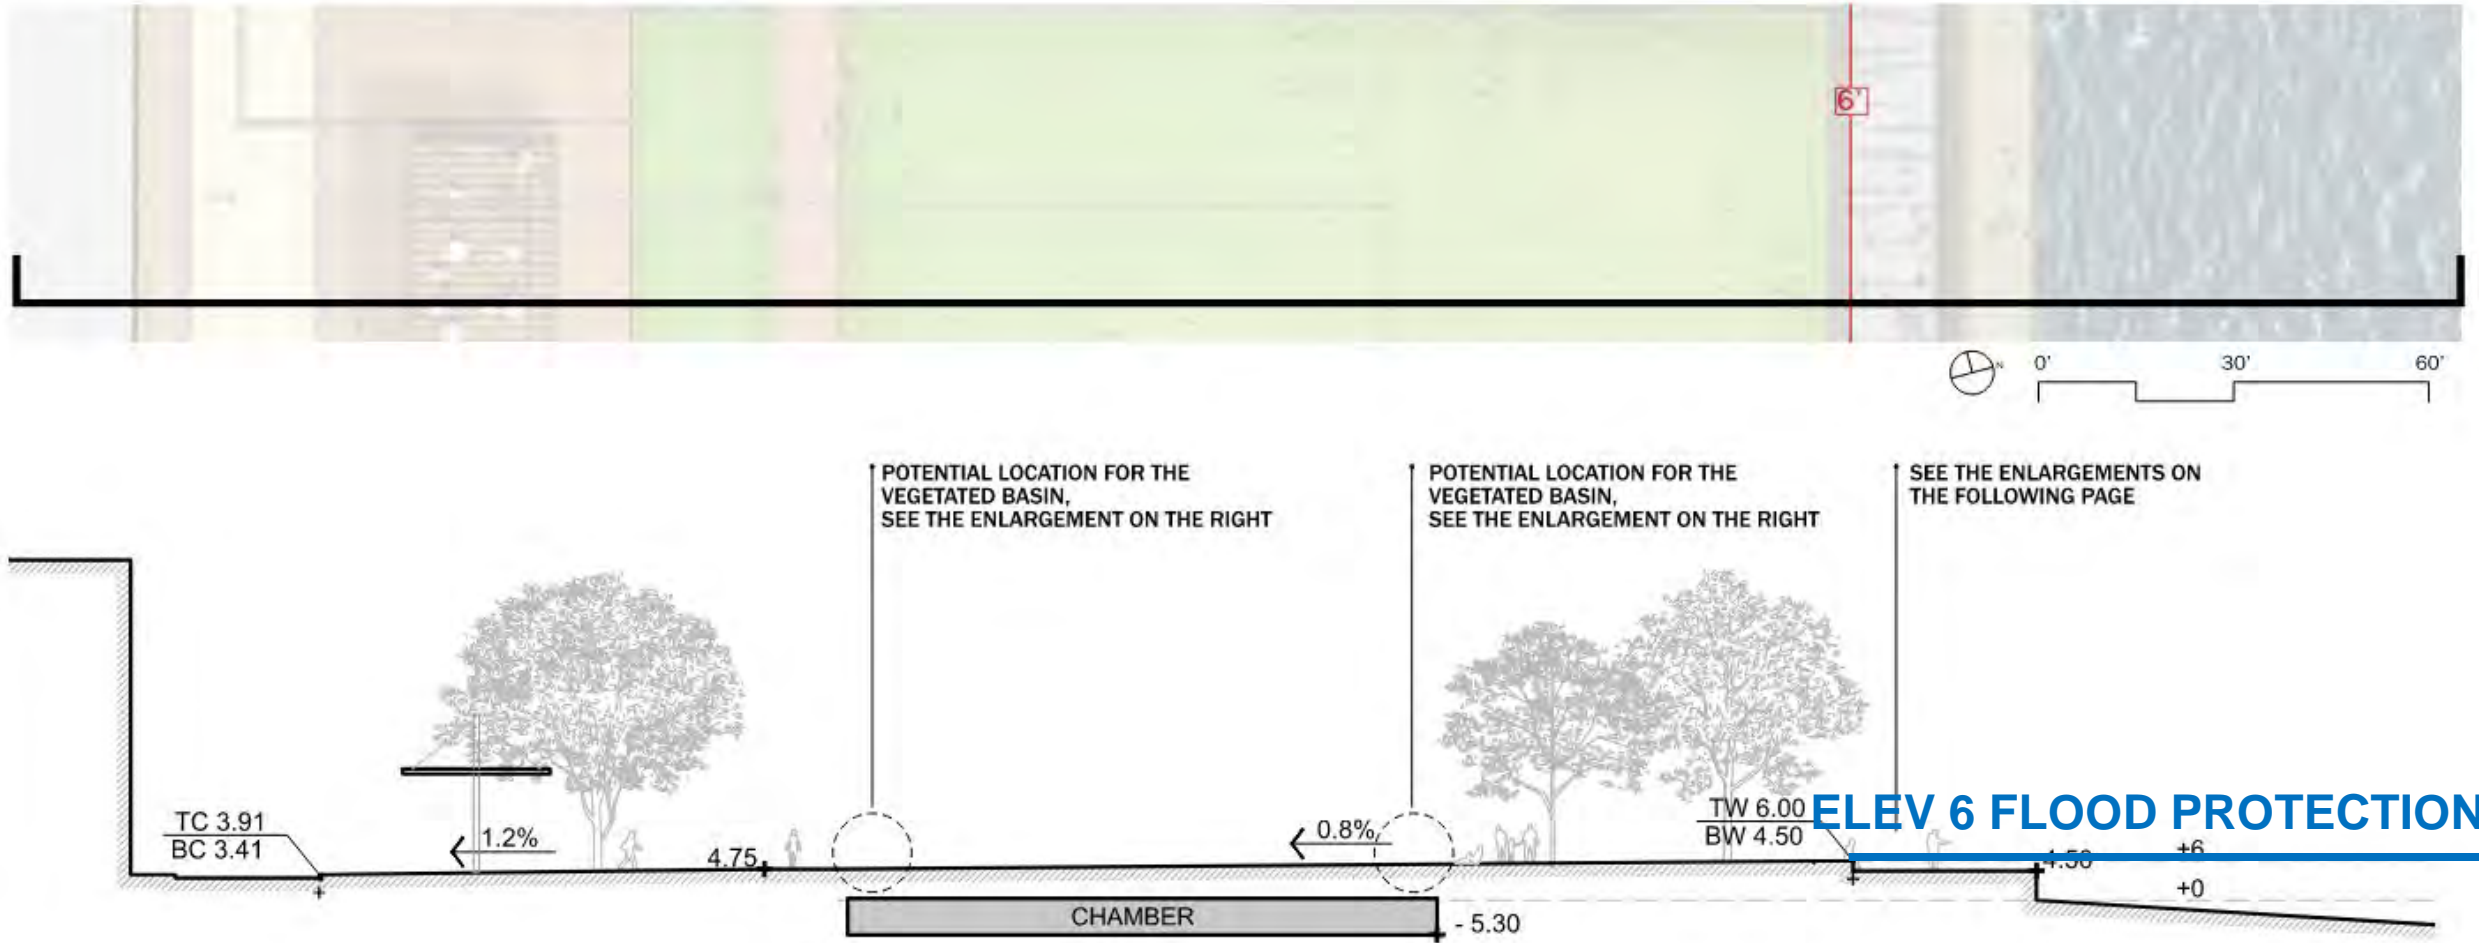 6'
N
0' 30' 60'
POTENTIAL LOCATION FOR THE
VEGETATED BASIN,
SEE THE ENLARGEMENT ON THE RIGHT
POTENTIAL LOCATION FOR THE
VEGETATED BASIN,
SEE THE ENLARGEMENT ON THE RIGHT
SEE THE ENLARGEMENTS ON
THE FOLLOWING PAGE
TC 3.91
BC 3.41
1.2%
4.75
0.8%
TW 6.00
BW 4.50
ELEV 6 FLOOD PROTECTION
+6
4.50
+0
CHAMBER
- 5.30